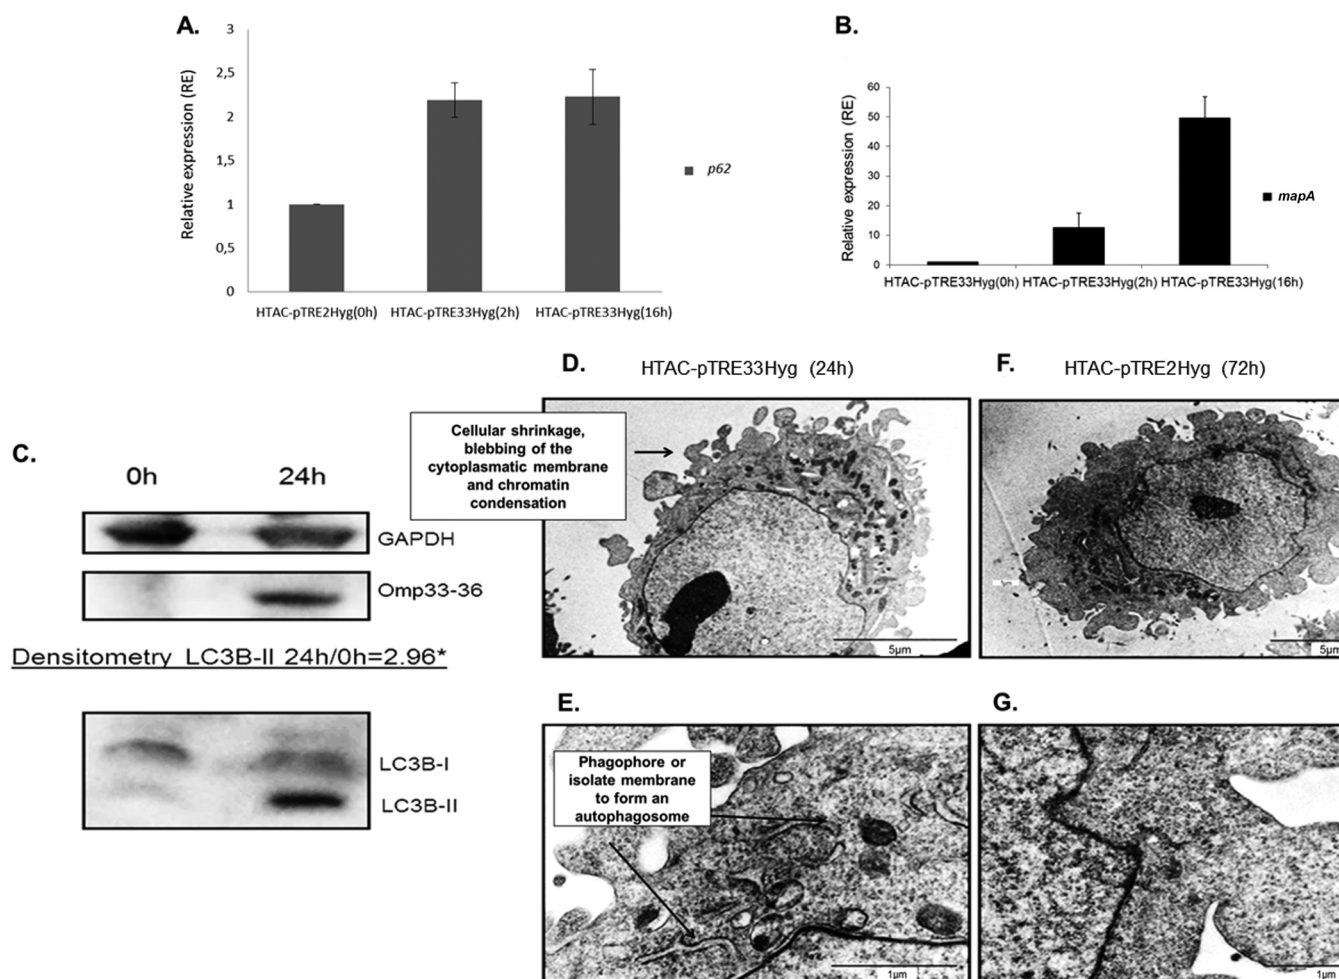 A.
3
2,5
2
1,5
1
0,5
0
Relative expression (RE)
HTAC-pTRE2Hyg(0h) HTAC-pTRE33Hyg(2h) HTAC-pTRE33Hyg(16h)
p62
B.
60
50
40
30
20
10
0
Relative expression (RE)
HTAC-pTRE33Hyg(0h) HTAC-pTRE33Hyg(2h) HTAC-pTRE33Hyg(16h)
mapA
C.
0h 24h
GAPDH
Omp33-36
Densitometry LC3B-II 24h/0h=2.96*
LC3B-I
LC3B-II
D. HTAC-pTRE33Hyg (24h)
Cellular shrinkage,
blebbing of the
cytoplasmatic membrane
and chromatin
condensation
5µm
F. HTAC-pTRE2Hyg (72h)
5µm
E.
Phagophore or
isolate membrane
to form an
autophagosome
1µm
G.
1µm